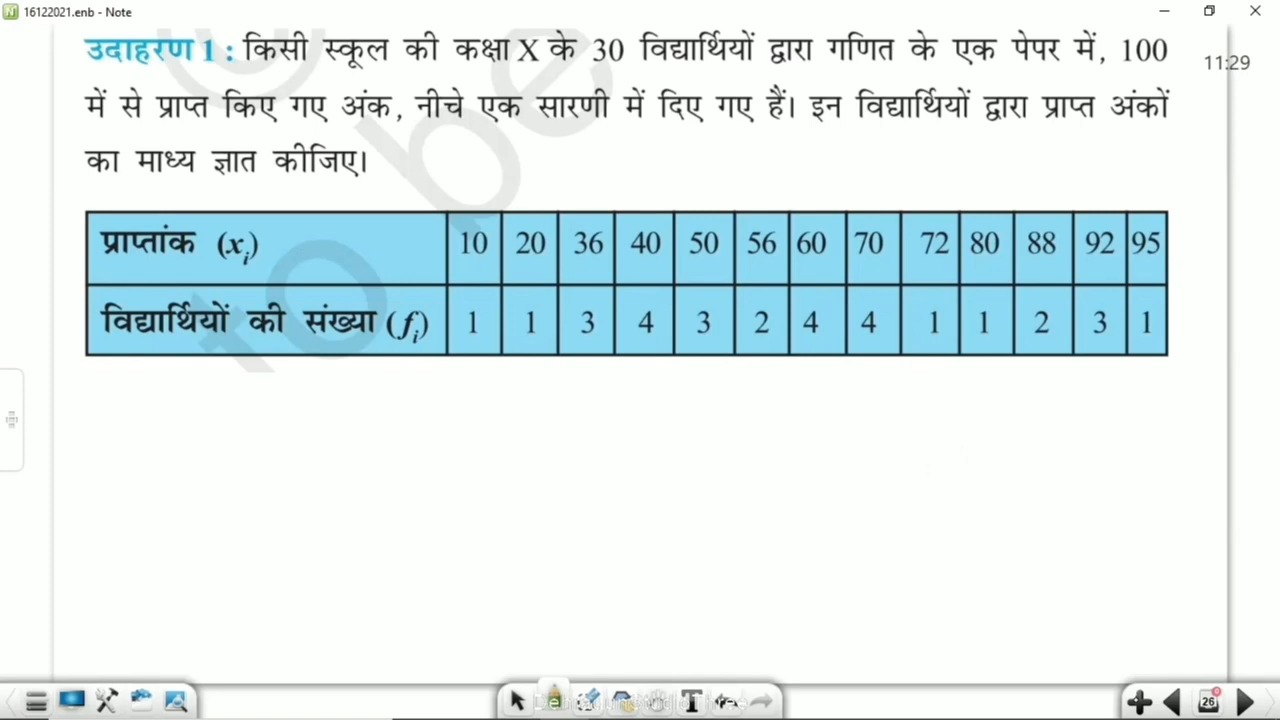 16122021.enb - Note
उदाहरण 1 : किसी स्कूल की कक्षा X के 30 विद्यार्थियों द्वारा गणित के एक पेपर में, 100
11:29
में से प्राप्त किए गए अंक, नीचे एक सारणी में दिए गए हैं। इन विद्यार्थियों द्वारा प्राप्त अंकों
का माध्य ज्ञात कीजिए।
to be
प्राप्तांक (xi) 10 20 36 40 50 56 60 70 72 80 88 92 95
विद्यार्थियों की संख्या (fi) 1 1 3 4 3 2 4 4 1 1 2 3 1
26